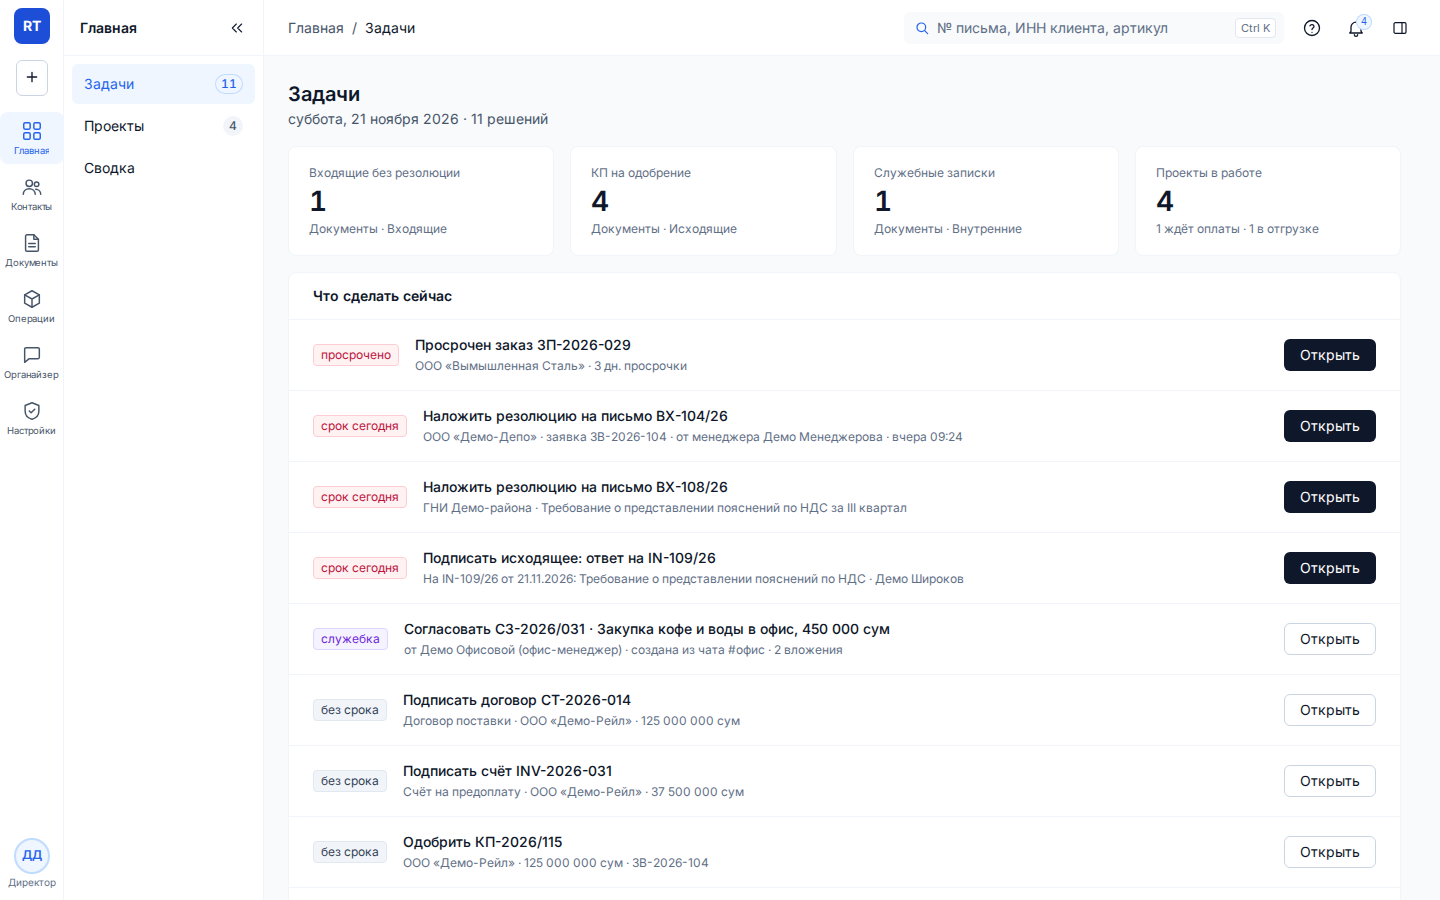 RT
Главная
Контакты
Документы
Операции
Органайзер
Настройки
ДД
Директор
Главная
Задачи 11
Проекты 4
Сводка
Главная / Задачи
№ письма, ИНН клиента, артикул Ctrl K
4
Задачи
суббота, 21 ноября 2026 · 11 решений
Входящие без резолюции
1
Документы · Входящие
КП на одобрение
4
Документы · Исходящие
Служебные записки
1
Документы · Внутренние
Проекты в работе
4
1 ждёт оплаты · 1 в отгрузке
Что сделать сейчас
просрочено
Просрочен заказ ЗП-2026-029
ООО «Вымышленная Сталь» · 3 дн. просрочки
Открыть
срок сегодня
Наложить резолюцию на письмо ВХ-104/26
ООО «Демо-Депо» · заявка ЗВ-2026-104 · от менеджера Демо Менеджерова · вчера 09:24
Открыть
срок сегодня
Наложить резолюцию на письмо ВХ-108/26
ГНИ Демо-района · Требование о представлении пояснений по НДС за III квартал
Открыть
срок сегодня
Подписать исходящее: ответ на IN-109/26
На IN-109/26 от 21.11.2026: Требование о представлении пояснений по НДС · Демо Широков
Открыть
служебка
Согласовать СЗ-2026/031 · Закупка кофе и воды в офис, 450 000 сум
от Демо Офисовой (офис-менеджер) · создана из чата #офис · 2 вложения
Открыть
без срока
Подписать договор СТ-2026-014
Договор поставки · ООО «Демо-Рейл» · 125 000 000 сум
Открыть
без срока
Подписать счёт INV-2026-031
Счёт на предоплату · ООО «Демо-Рейл» · 37 500 000 сум
Открыть
без срока
Одобрить КП-2026/115
ООО «Демо-Рейл» · 125 000 000 сум · ЗВ-2026-104
Открыть